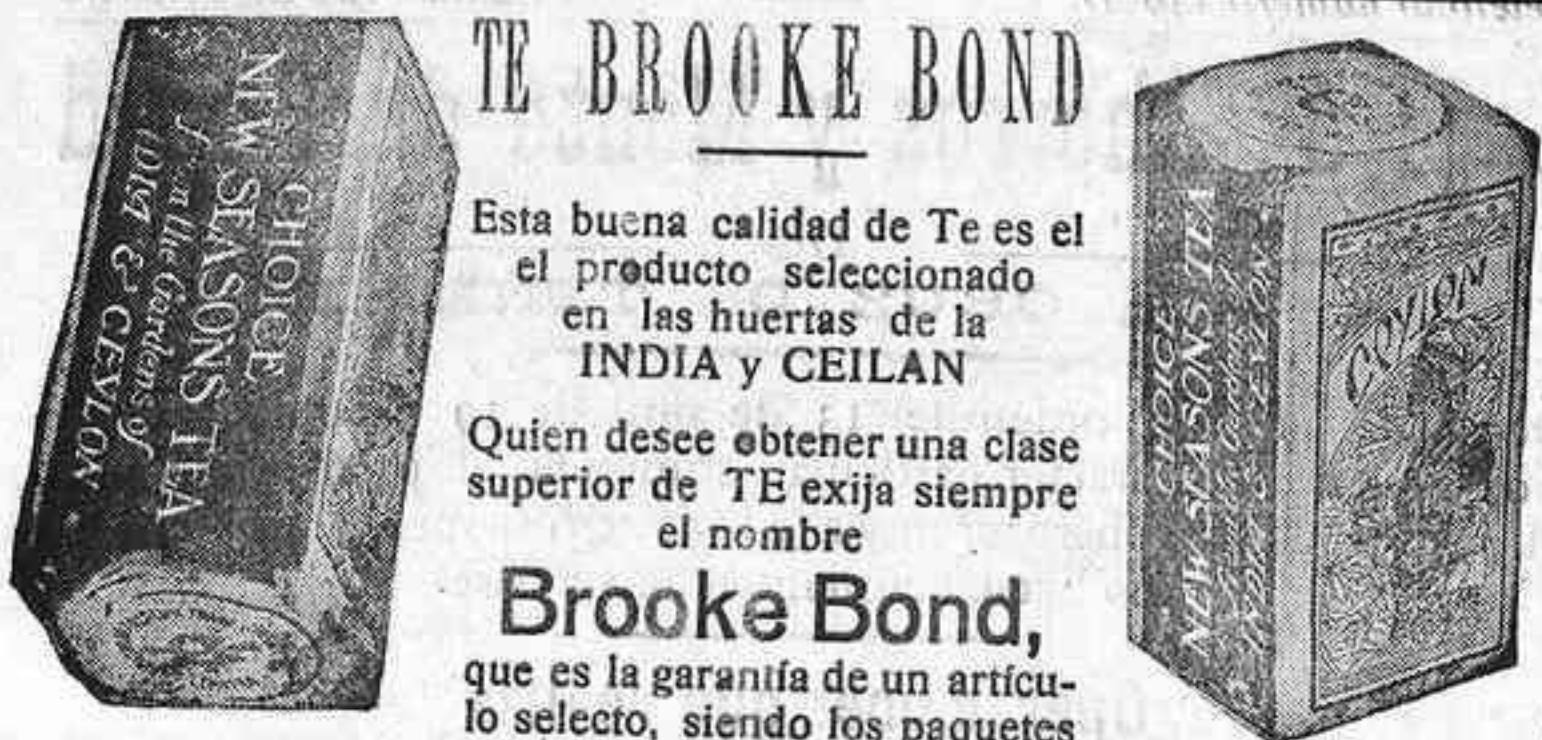 TE BROOKE BOND
Esta buena calidad de Te es el
el producto seleccionado
en las huertas de la
INDIA y CEILAN
Quien desee obtener una clase
superior de TE exija siempre
el nombre
Brooke Bond,
que es la garantía de un artícu-
lo selecto, siendo los paquetes
CHOICE
NEW SEASONS TEA
from the Gardens of
INDIA & CEYLON
CHOICE
NEW SEASONS TEA
INDIA & CEYLON
CEYLON